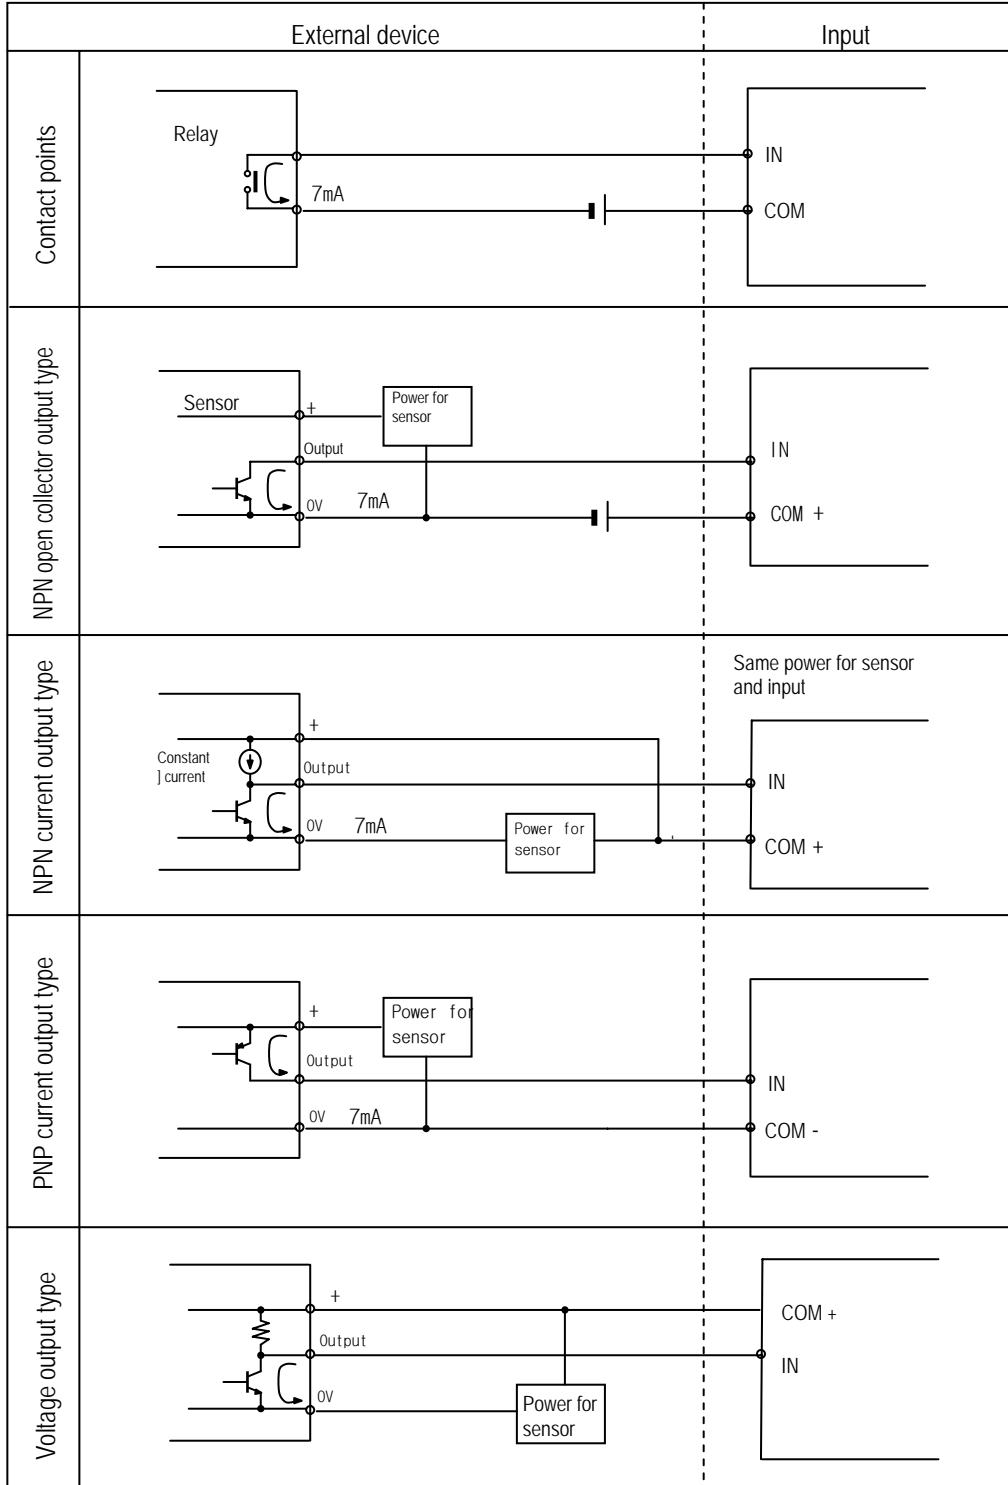 External device
Input
Contact points
Relay
7mA
IN
COM
NPN open collector output type
Sensor
+
Power for
sensor
Output
0V
7mA
IN
COM +
NPN current output type
Same power for sensor
and input
+
Constant
] current
Output
0V
7mA
Power for
sensor
IN
COM +
PNP current output type
+
Power for
sensor
Output
0V
7mA
IN
COM -
Voltage output type
+
Output
0V
Power for
sensor
COM +
IN